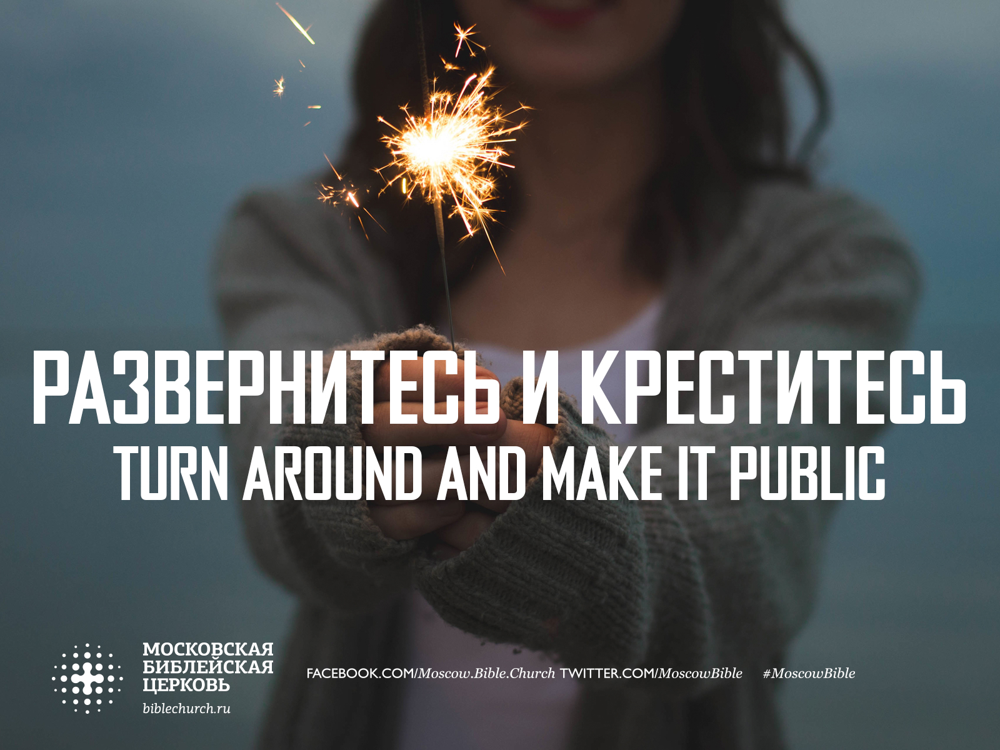 РАЗВЕРНИТЕСЬ И КРЕСТИТЕСЬ
TURN AROUND AND MAKE IT PUBLIC
МОСКОВСКАЯ
БИБЛЕЙСКАЯ
ЦЕРКОВЬ
biblechurch.ru
FACEBOOK.COM/Moscow.Bible.Church TWITTER.COM/MoscowBible #MoscowBible